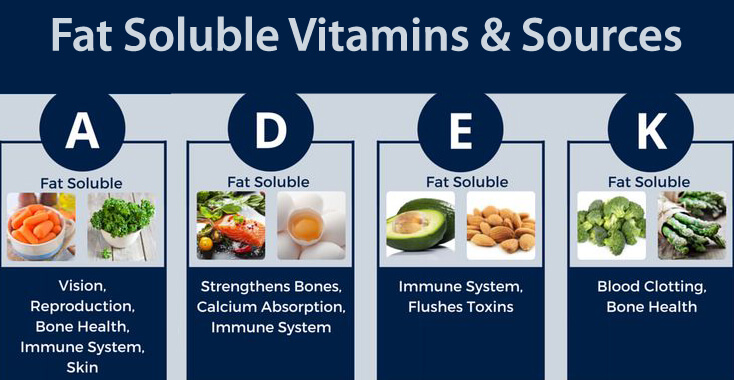 Fat Soluble Vitamins & Sources
A
Fat Soluble
Vision,
Reproduction,
Bone Health,
Immune System,
Skin
D
Fat Soluble
Strengthens Bones,
Calcium Absorption,
Immune System
E
Fat Soluble
Immune System,
Flushes Toxins
K
Fat Soluble
Blood Clotting,
Bone Health